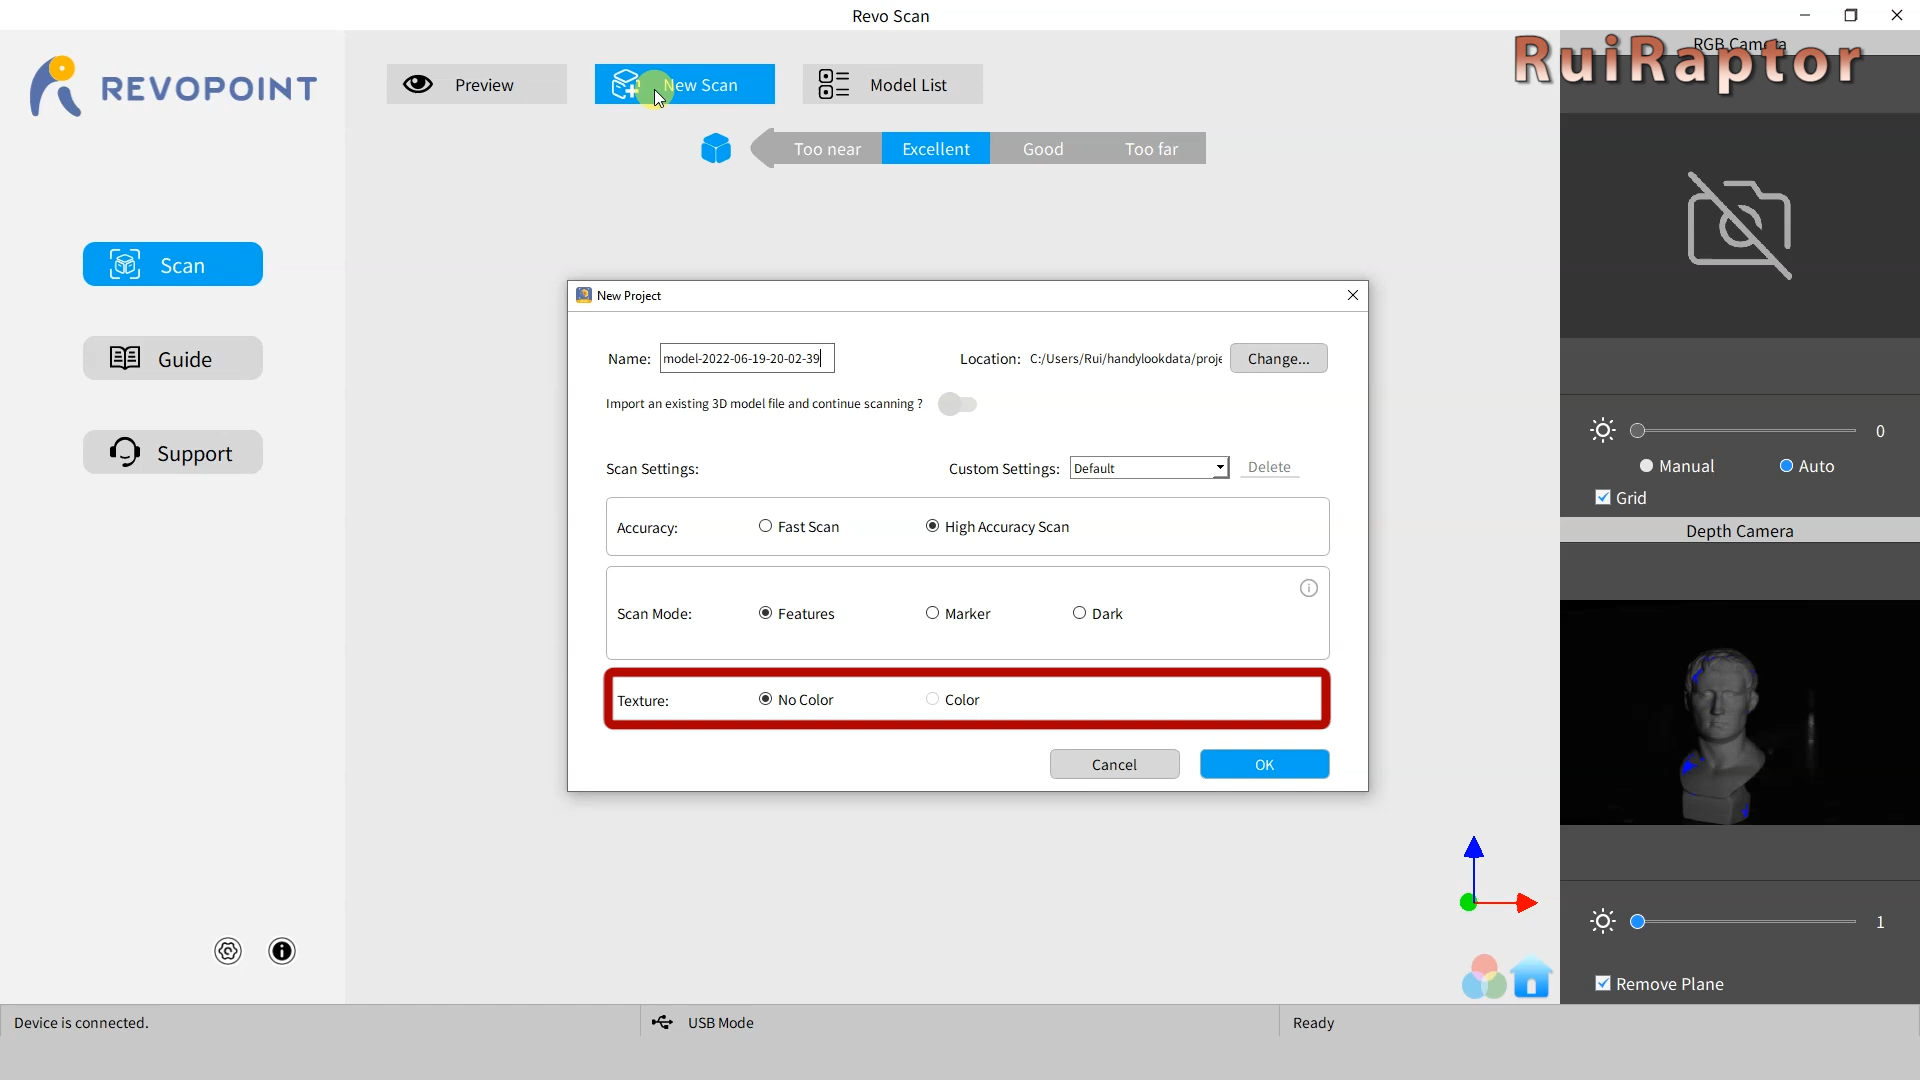 Revo Scan
REVOPOINT
Preview
New Scan
Model List
RGB Camera
RuiRaptor
Too near
Excellent
Good
Too far
Scan
Guide
Support
New Project
Name: model-2022-06-19-20-02-39
Location: C:/Users/Rui/handylookdata/proje
Change...
Import an existing 3D model file and continue scanning ?
Scan Settings:
Custom Settings: Default
Delete
Accuracy: Fast Scan High Accuracy Scan
Scan Mode: Features Marker Dark
Texture: No Color Color
Cancel
OK
0
Manual Auto
Grid
Depth Camera
1
Remove Plane
Device is connected.
USB Mode
Ready